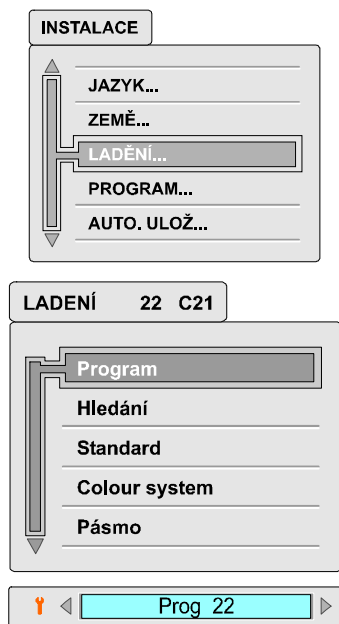 INSTALACE
JAZYK...
ZEMĚ...
LADĚNÍ...
PROGRAM...
AUTO. ULOŽ...
LADENÍ 22 C21
Program
Hledání
Standard
Colour system
Pásmo
Prog 22